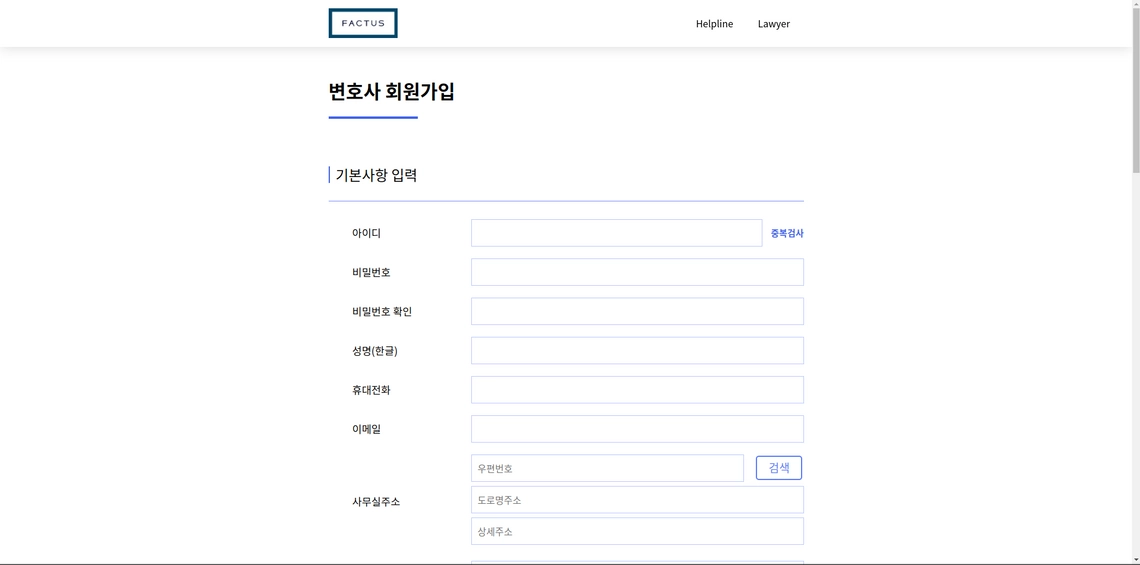 FACTUS
Helpline Lawyer
변호사 회원가입
기본사항 입력
아이디 중복검사
비밀번호
비밀번호 확인
성명(한글)
휴대전화
이메일
우편번호 검색
사무실주소
도로명주소
상세주소